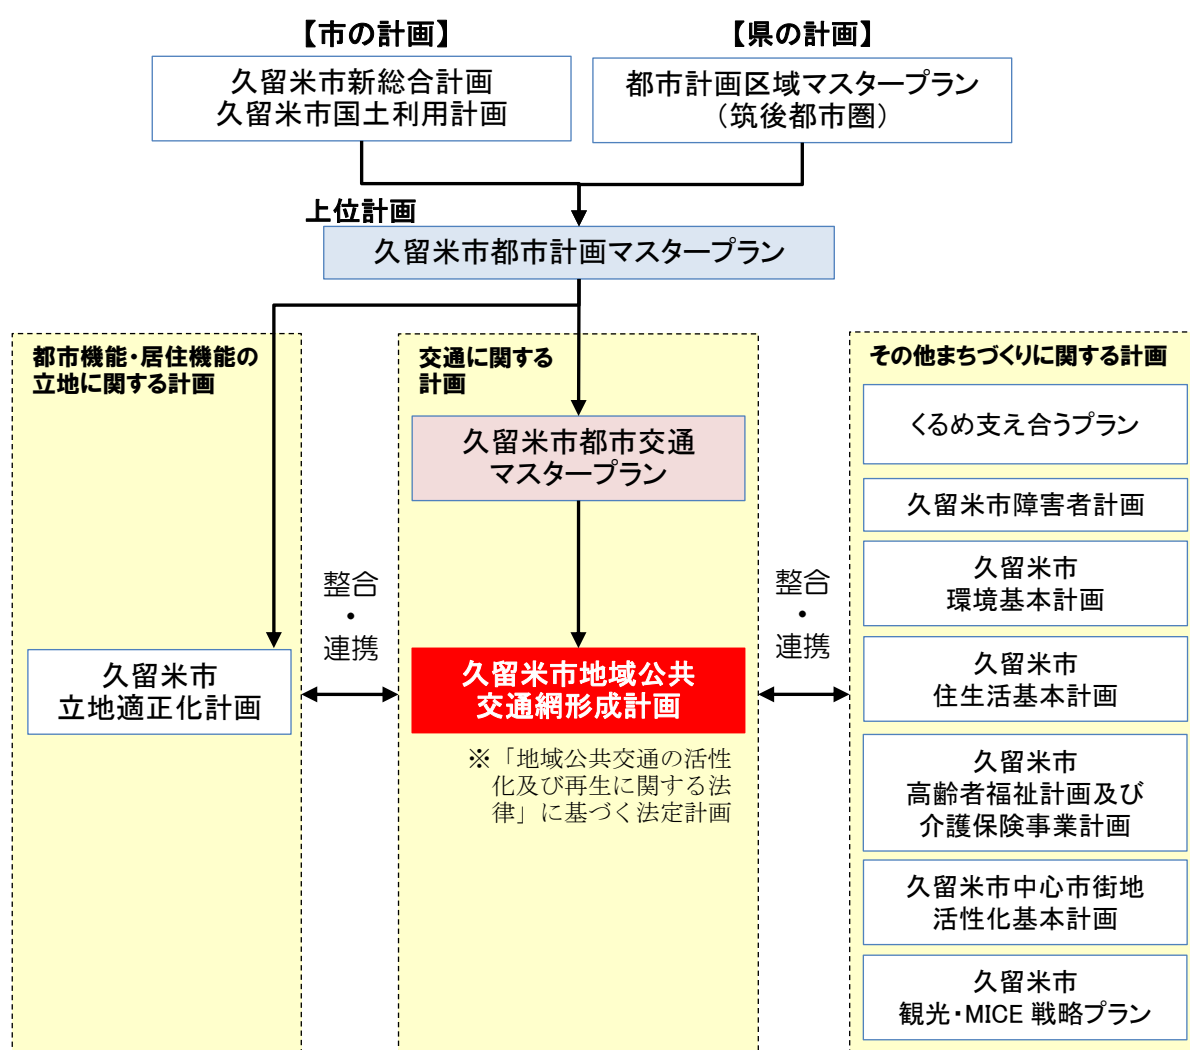 【市の計画】
久留米市新総合計画
久留米市国土利用計画
【県の計画】
都市計画区域マスタープラン
（筑後都市圏）
上位計画
久留米市都市計画マスタープラン
都市機能・居住機能の
立地に関する計画
久留米市
立地適正化計画
整合
・
連携
交通に関する
計画
久留米市都市交通
マスタープラン
久留米市地域公共
交通網形成計画
※「地域公共交通の活性
化及び再生に関する法
律」に基づく法定計画
整合
・
連携
その他まちづくりに関する計画
くるめ支え合うプラン
久留米市障害者計画
久留米市
環境基本計画
久留米市
住生活基本計画
久留米市
高齢者福祉計画及び
介護保険事業計画
久留米市中心市街地
活性化基本計画
久留米市
観光・MICE 戦略プラン